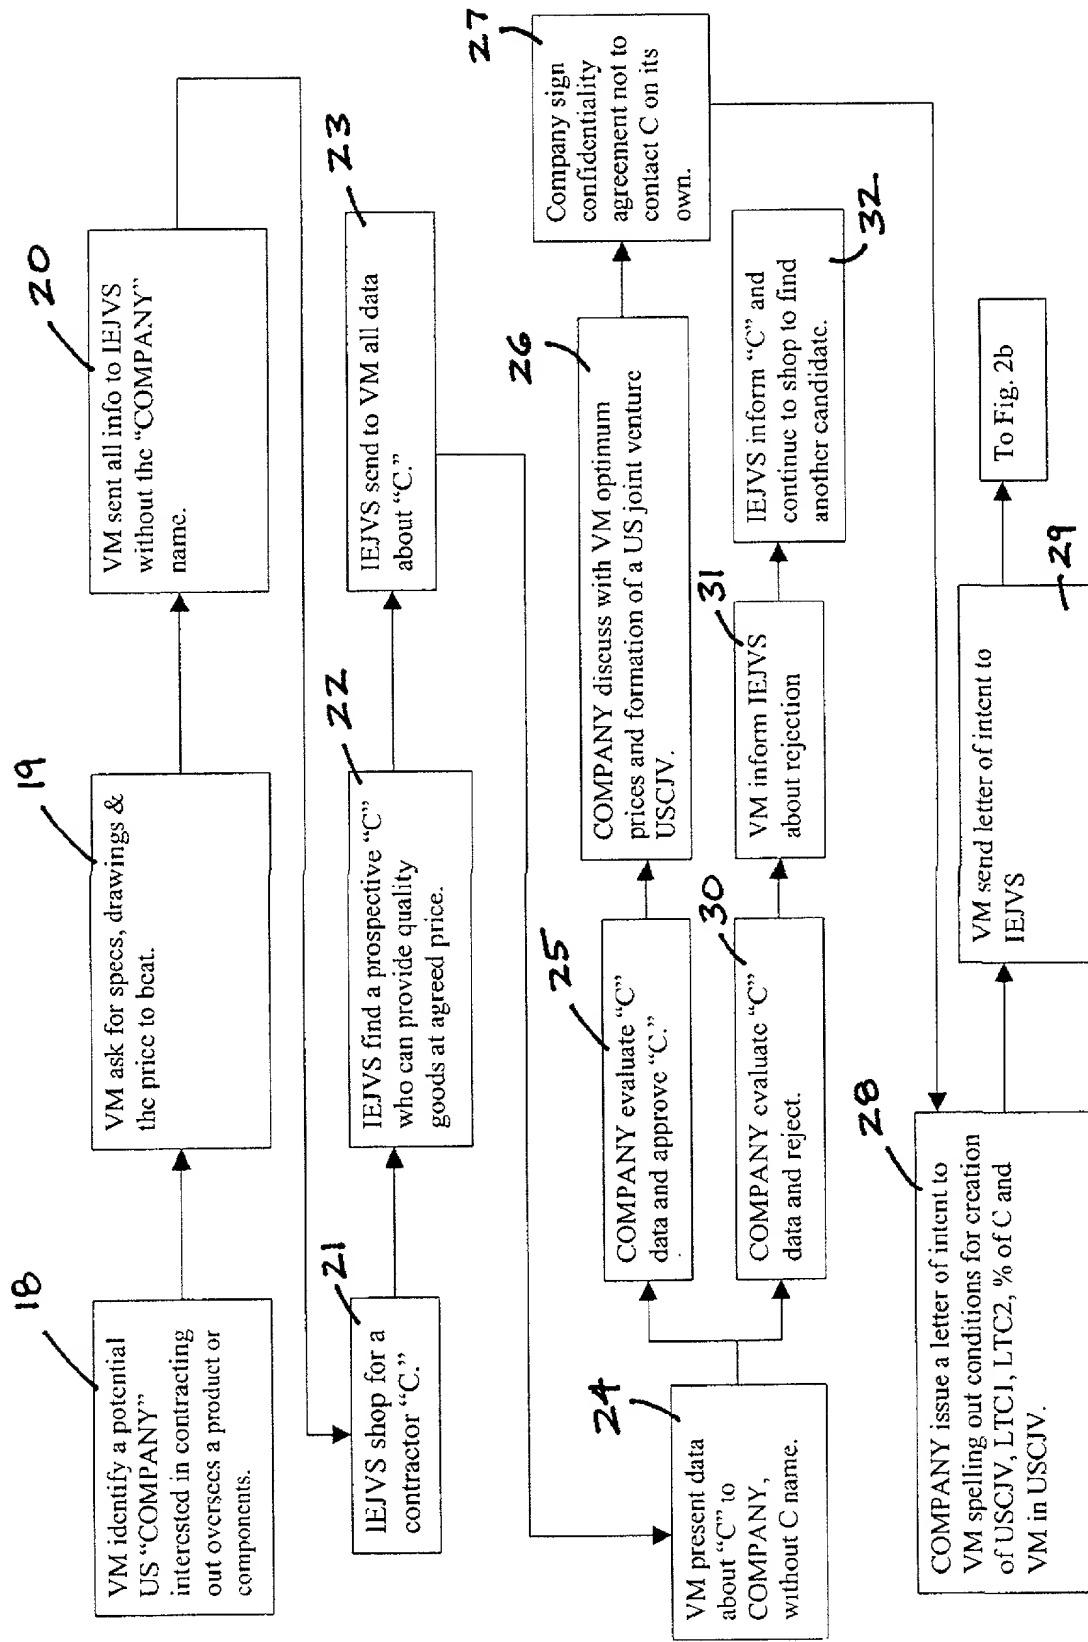 18
VM identify a potential
US “COMPANY”
interested in contracting
out overseas a product or
components.
19
VM ask for specs, drawings &
the price to beat.
20
VM sent all info to IEJVS
without the “COMPANY”
name.
21
IEJVS shop for a
contractor “C.”
22
IEJVS find a prospective “C”
who can provide quality
goods at agreed price.
23
IEJVS send to VM all data
about “C.”
24
VM present data
about “C” to
COMPANY,
without C name.
25
COMPANY evaluate “C”
data and approve “C.”
26
COMPANY discuss with VM optimum
prices and formation of a US joint venture
USCJV.
27
Company sign
confidentiality
agreement not to
contact C on its
own.
30
COMPANY evaluate “C”
data and reject.
31
VM inform IEJVS
about rejection
32
IEJVS inform “C” and
continue to shop to find
another candidate.
28
COMPANY issue a letter of intent to
VM spelling out conditions for creation
of USCJV, LTC1, LTC2, % of C and
VM in USCJV.
29
VM send letter of intent to
IEJVS
To Fig. 2b